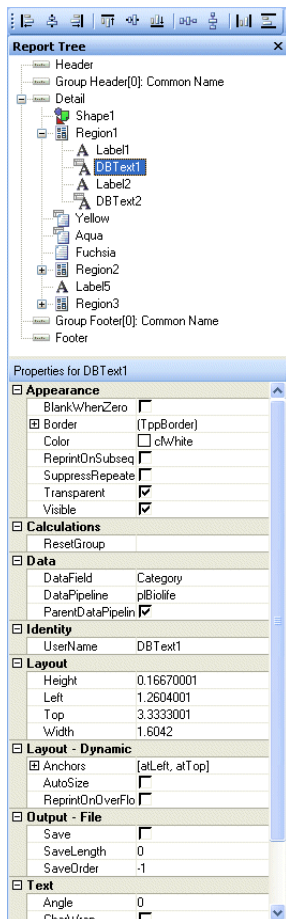 Report Tree
Header
Group Header[0]: Common Name
Detail
Shape1
Region1
Label1
DBText1
Label2
DBText2
Yellow
Aqua
Fuchsia
Region2
Label5
Region3
Group Footer[0]: Common Name
Footer
Properties for DBText1
Appearance
BlankWhenZero
Border (TppBorder)
Color clWhite
ReprintOnSubseq
SuppressRepeate
Transparent
Visible
Calculations
ResetGroup
Data
DataField Category
DataPipeline plBiolife
ParentDataPipelin
Identity
UserName DBText1
Layout
Height 0.16670001
Left 1.2604001
Top 3.3333001
Width 1.6042
Layout - Dynamic
Anchors [atLeft, atTop]
AutoSize
ReprintOnOverFlo
Output - File
Save
SaveLength 0
SaveOrder -1
Text
Angle 0